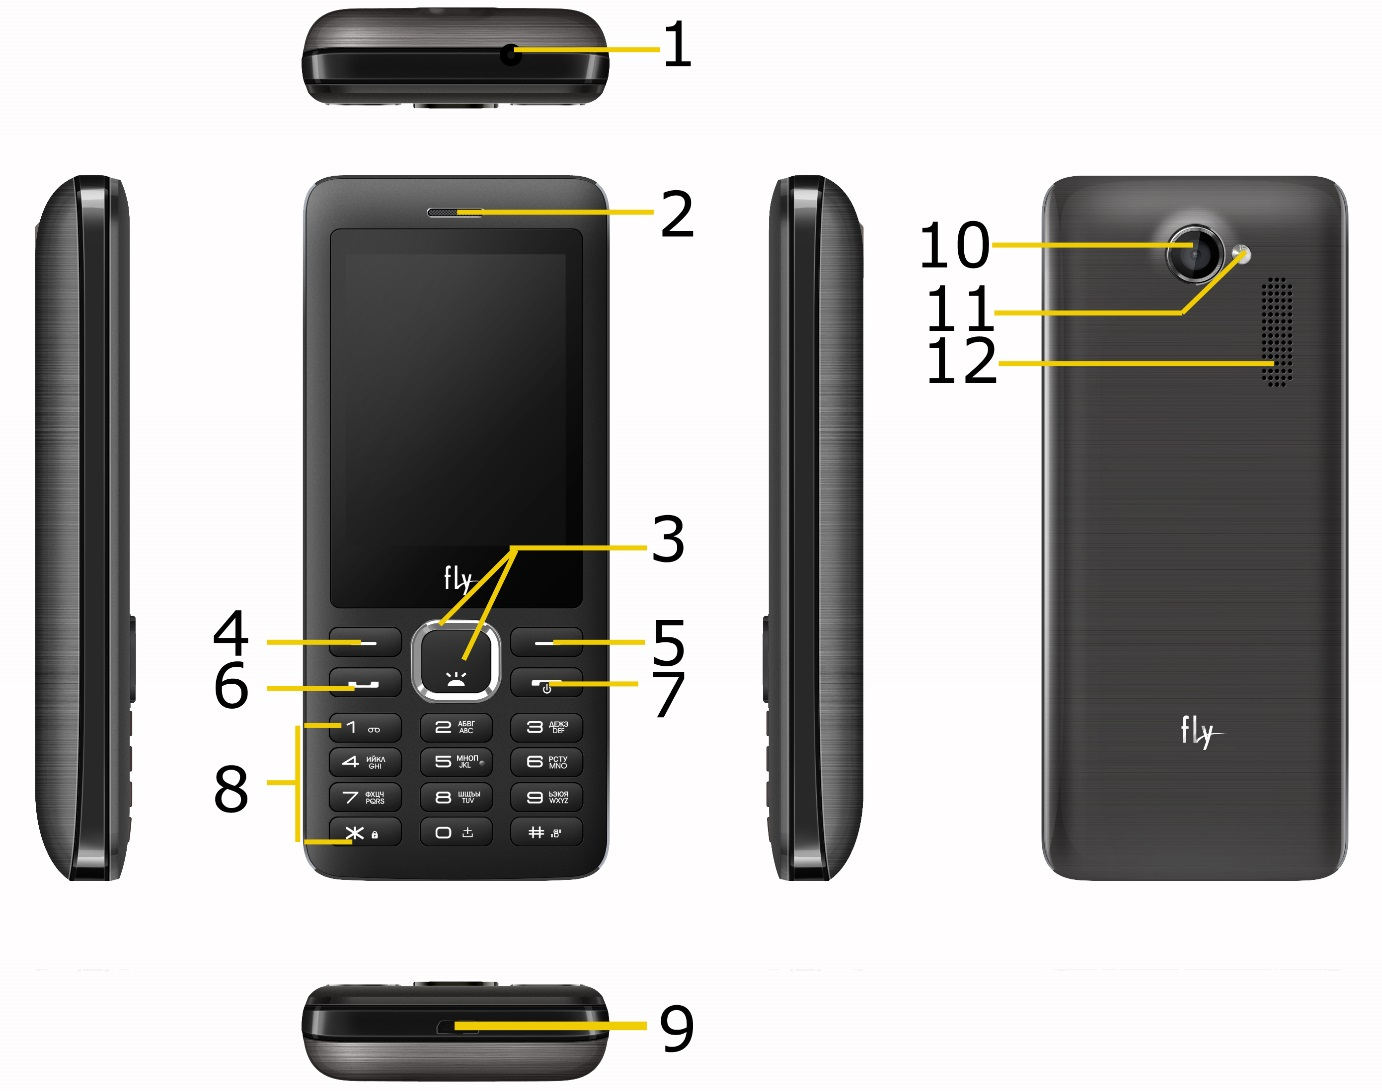 1
2
fly
3
4
5
6
7
1
2 АБВГ ABC
3 ДЕЖЗ DEF
4 ИЙКЛ GHI
5 МНОП JKL
6 РСТУ MNO
7 ФХЦЧ PQRS
8 ШЩЪЫ TUV
9 ЬЭЮЯ WXYZ
0
#
8
9
10
11
12
fly